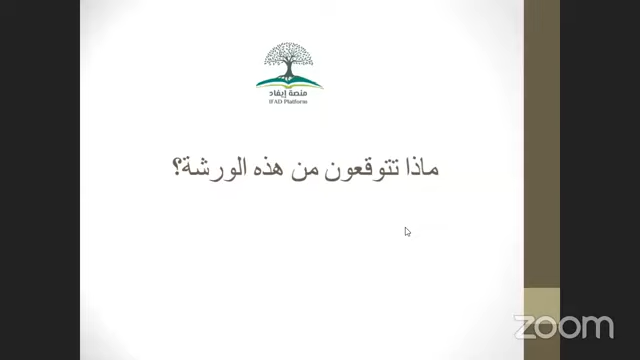 منصة إيفاد
IFAD Platform
ماذا تتوقعون من هذه الورشة؟
zoom